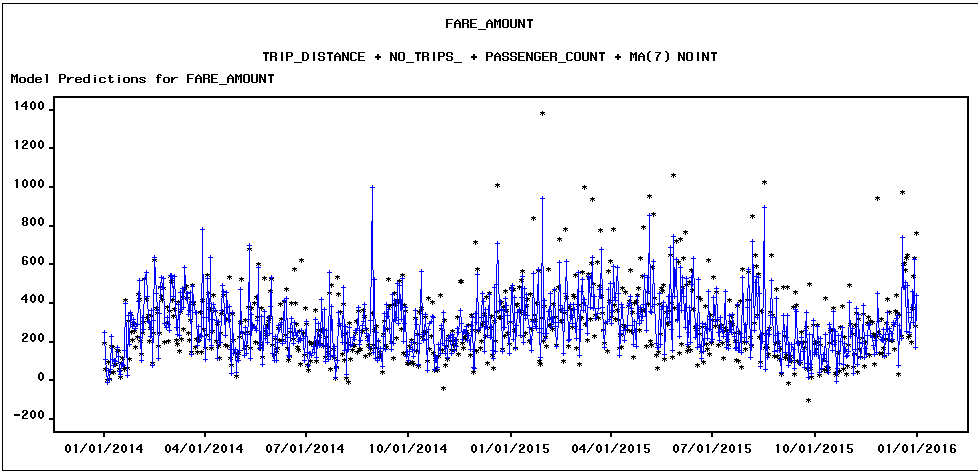 FARE_AMOUNT
TRIP_DISTANCE + NO_TRIPS_ + PASSENGER_COUNT + MA(7) NOINT
Model Predictions for FARE_AMOUNT
1400
1200
1000
800
600
400
200
0
-200
01/01/2014 04/01/2014 07/01/2014 10/01/2014 01/01/2015 04/01/2015 07/01/2015 10/01/2015 01/01/2016